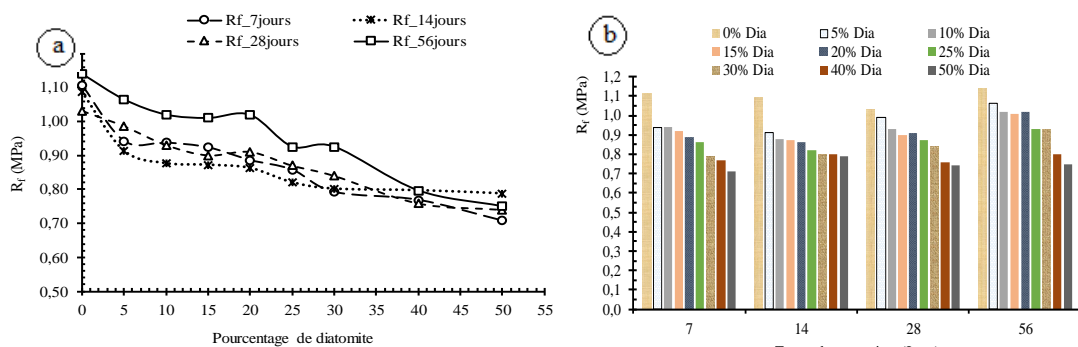 a
Rf_7jours
Rf_14jours
Rf_28jours
Rf_56jours
R_f (MPa)
1,10
1,00
0,90
0,80
0,70
0,60
0,50
0 5 10 15 20 25 30 35 40 45 50 55
Pourcentage de diatomite
b
0% Dia
5% Dia
10% Dia
15% Dia
20% Dia
25% Dia
30% Dia
40% Dia
50% Dia
R_f (MPa)
1,2
1,1
1,0
0,9
0,8
0,7
0,6
0,5
0,4
0,3
0,2
0,1
0,0
7 14 28 56